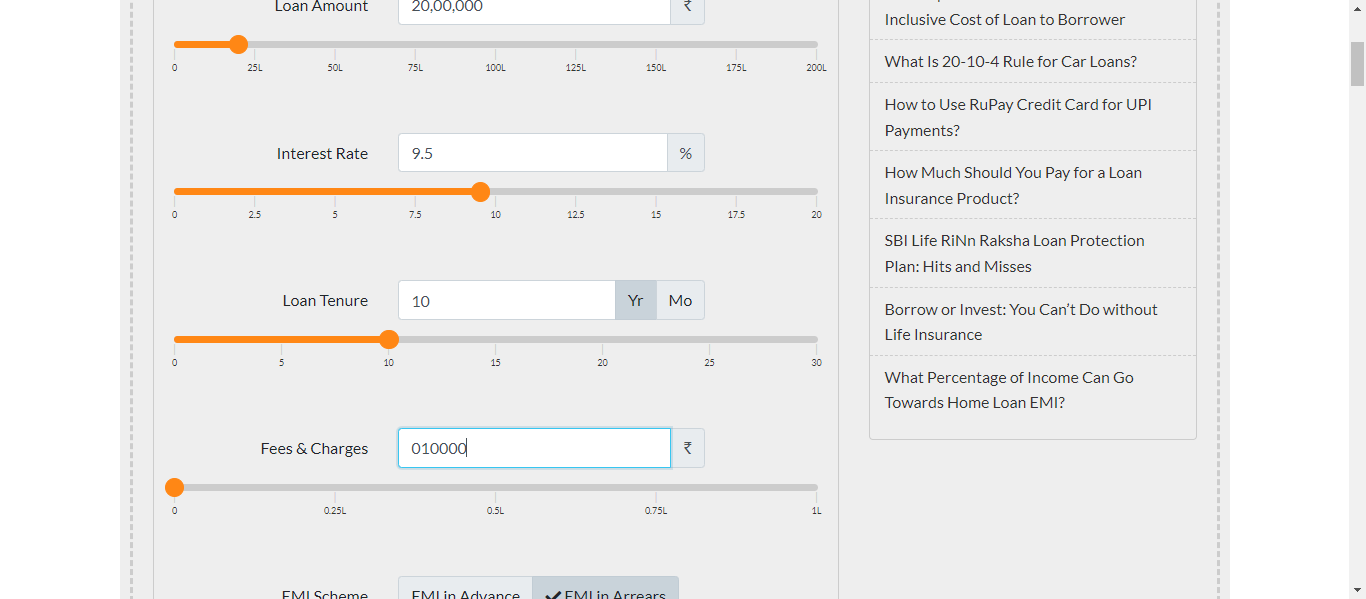 Loan Amount 20,00,000 ₹
0 25L 50L 75L 100L 125L 150L 175L 200L
Interest Rate 9.5 %
0 2.5 5 7.5 10 12.5 15 17.5 20
Loan Tenure 10 Yr Mo
0 5 10 15 20 25 30
Fees & Charges 010000 ₹
0 0.25L 0.5L 0.75L 1L
EMI Scheme EMI in Advance EMI in Arrears
Inclusive Cost of Loan to Borrower
What Is 20-10-4 Rule for Car Loans?
How to Use RuPay Credit Card for UPI
Payments?
How Much Should You Pay for a Loan
Insurance Product?
SBI Life RiNn Raksha Loan Protection
Plan: Hits and Misses
Borrow or Invest: You Can’t Do without
Life Insurance
What Percentage of Income Can Go
Towards Home Loan EMI?